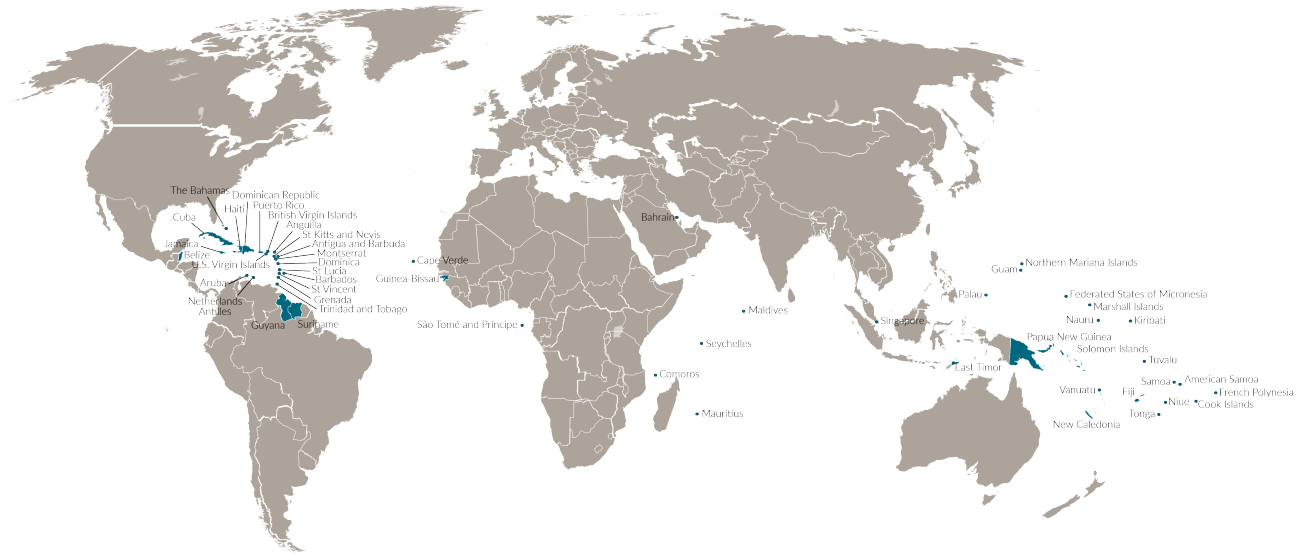 The Bahamas
Dominican Republic
Haiti
Puerto Rico
British Virgin Islands
Cuba
Anguilla
St Kitts and Nevis
Jamaica
Antigua and Barbuda
Belize
Montserrat
U.S. Virgin Islands
Dominica
St Lucia
Aruba
Barbados
St Vincent
Netherlands
Antilles
Grenada
Trinidad and Tobago
Guyana
Suriname
Cape Verde
Guinea-Bissau
São Tomé and Príncipe
Bahrain
Maldives
Seychelles
Comoros
Mauritius
Singapore
East Timor
Northern Mariana Islands
Guam
Palau
Federated States of Micronesia
Marshall Islands
Nauru
Kiribati
Papua New Guinea
Solomon Islands
Tuvalu
Samoa
American Samoa
Vanuatu
Fiji
French Polynesia
Niue
Cook Islands
Tonga
New Caledonia